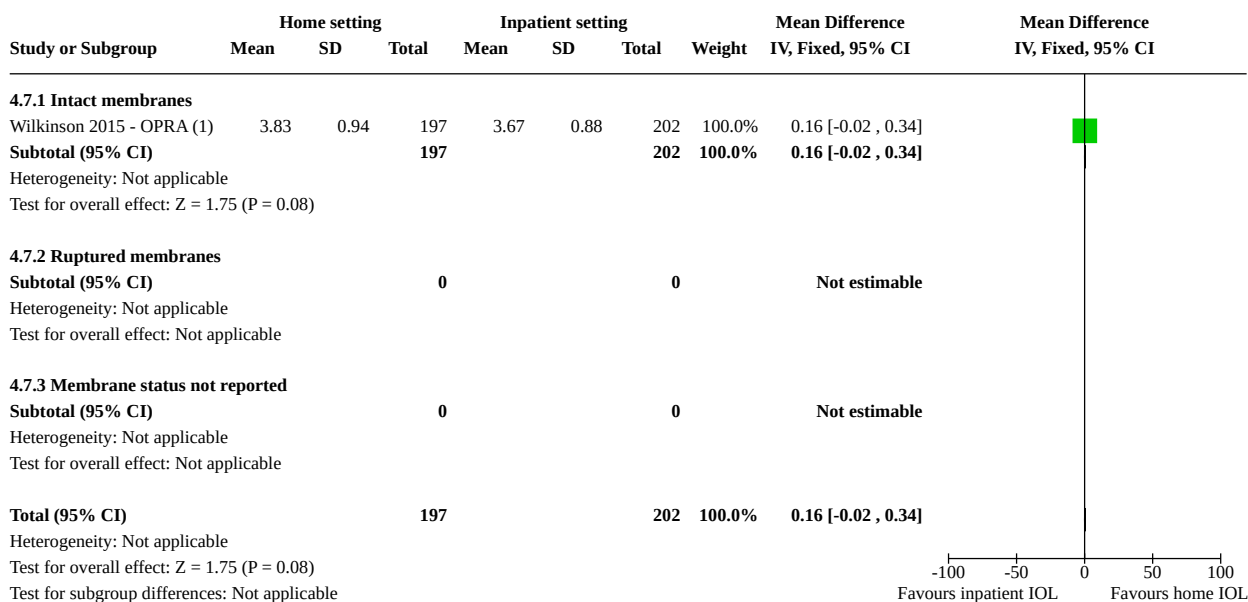 Home setting Inpatient setting Mean Difference Mean Difference
Study or Subgroup Mean SD Total Mean SD Total Weight IV, Fixed, 95% CI IV, Fixed, 95% CI
4.7.1 Intact membranes
Wilkinson 2015 - OPRA (1) 3.83 0.94 197 3.67 0.88 202 100.0% 0.16 [-0.02 , 0.34]
Subtotal (95% CI) 197 202 100.0% 0.16 [-0.02 , 0.34]
Heterogeneity: Not applicable
Test for overall effect: Z = 1.75 (P = 0.08)
4.7.2 Ruptured membranes
Subtotal (95% CI) 0 0 Not estimable
Heterogeneity: Not applicable
Test for overall effect: Not applicable
4.7.3 Membrane status not reported
Subtotal (95% CI) 0 0 Not estimable
Heterogeneity: Not applicable
Test for overall effect: Not applicable
Total (95% CI) 197 202 100.0% 0.16 [-0.02 , 0.34]
Heterogeneity: Not applicable
Test for overall effect: Z = 1.75 (P = 0.08)
-100 -50 0 50 100
Test for subgroup differences: Not applicable Favours inpatient IOL Favours home IOL